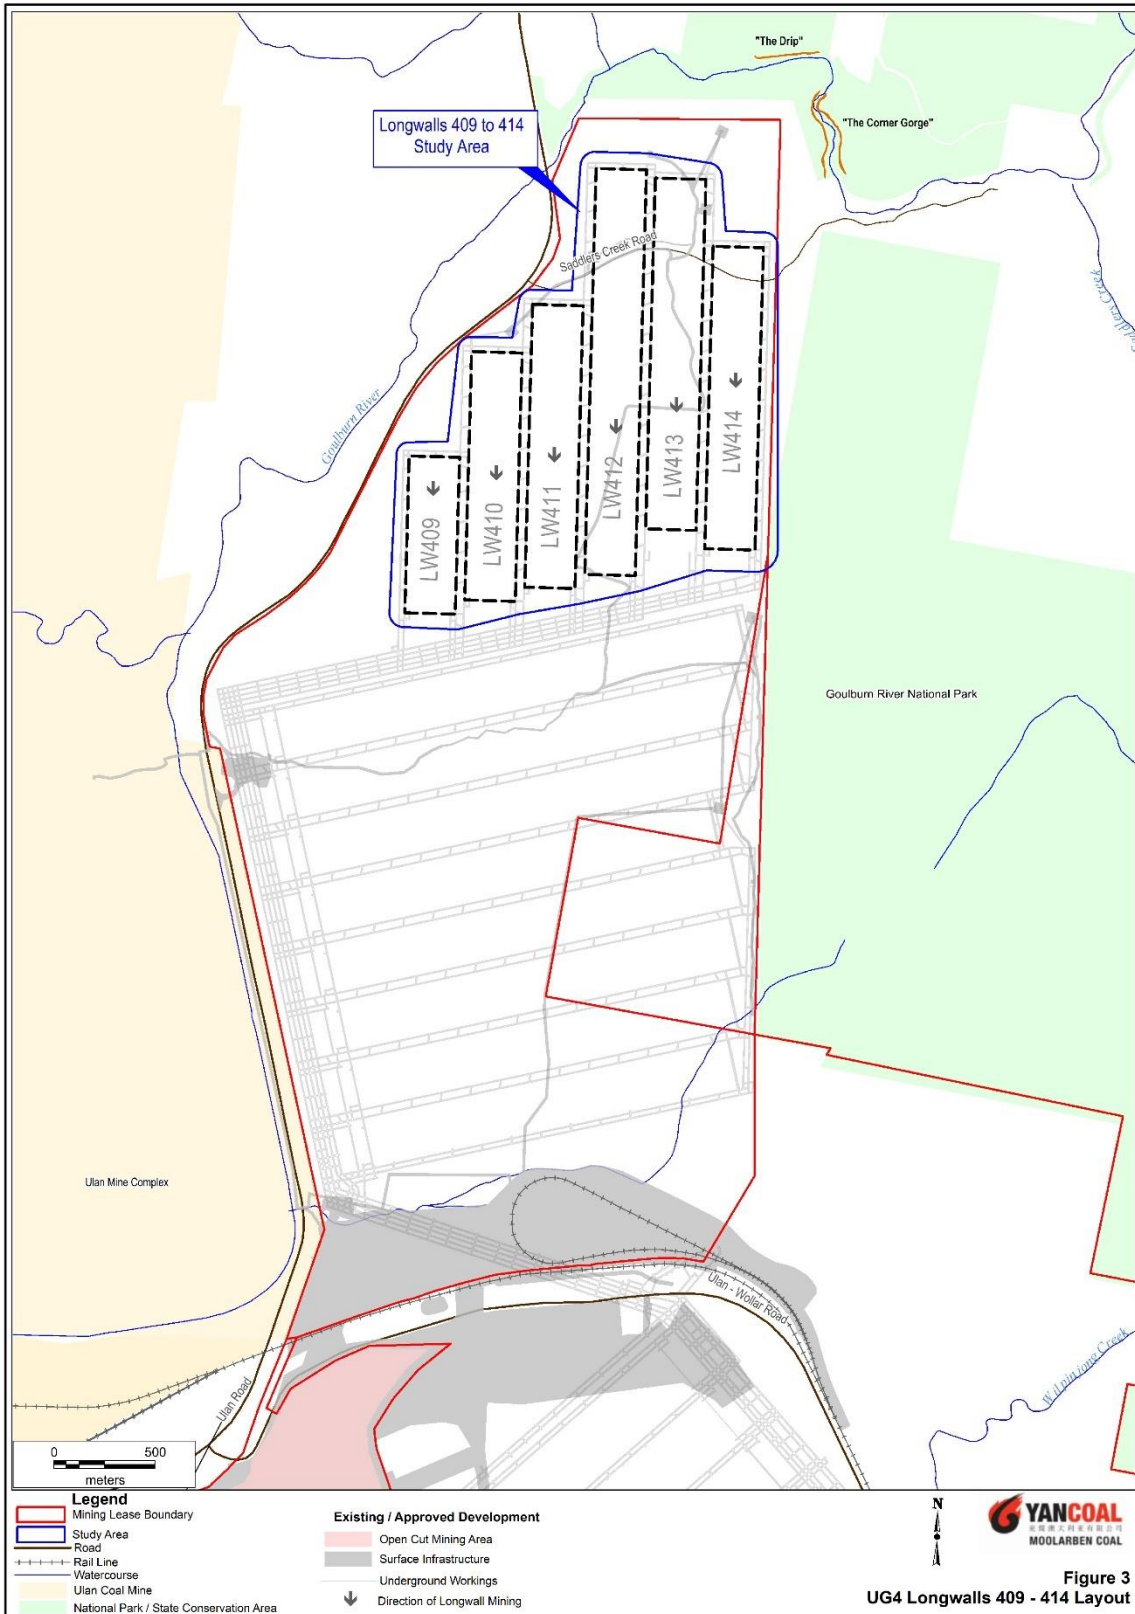 "The Drip"
"The Corner Gorge"
Longwalls 409 to 414
Study Area
Saddlers Creek Road
Saddlers Creek
Goulburn River
LW409
LW410
LW411
LW412
LW413
LW414
Goulburn River National Park
Ulan Mine Complex
Ulan - Wollar Road
Ulan Road
Wilpinjong Creek
0 500
meters
Legend
Mining Lease Boundary
Study Area
Road
Rail Line
Watercourse
Ulan Coal Mine
National Park / State Conservation Area
Existing / Approved Development
Open Cut Mining Area
Surface Infrastructure
Underground Workings
Direction of Longwall Mining
N
YANCOAL
MOOLARBEN COAL
Figure 3
UG4 Longwalls 409 - 414 Layout